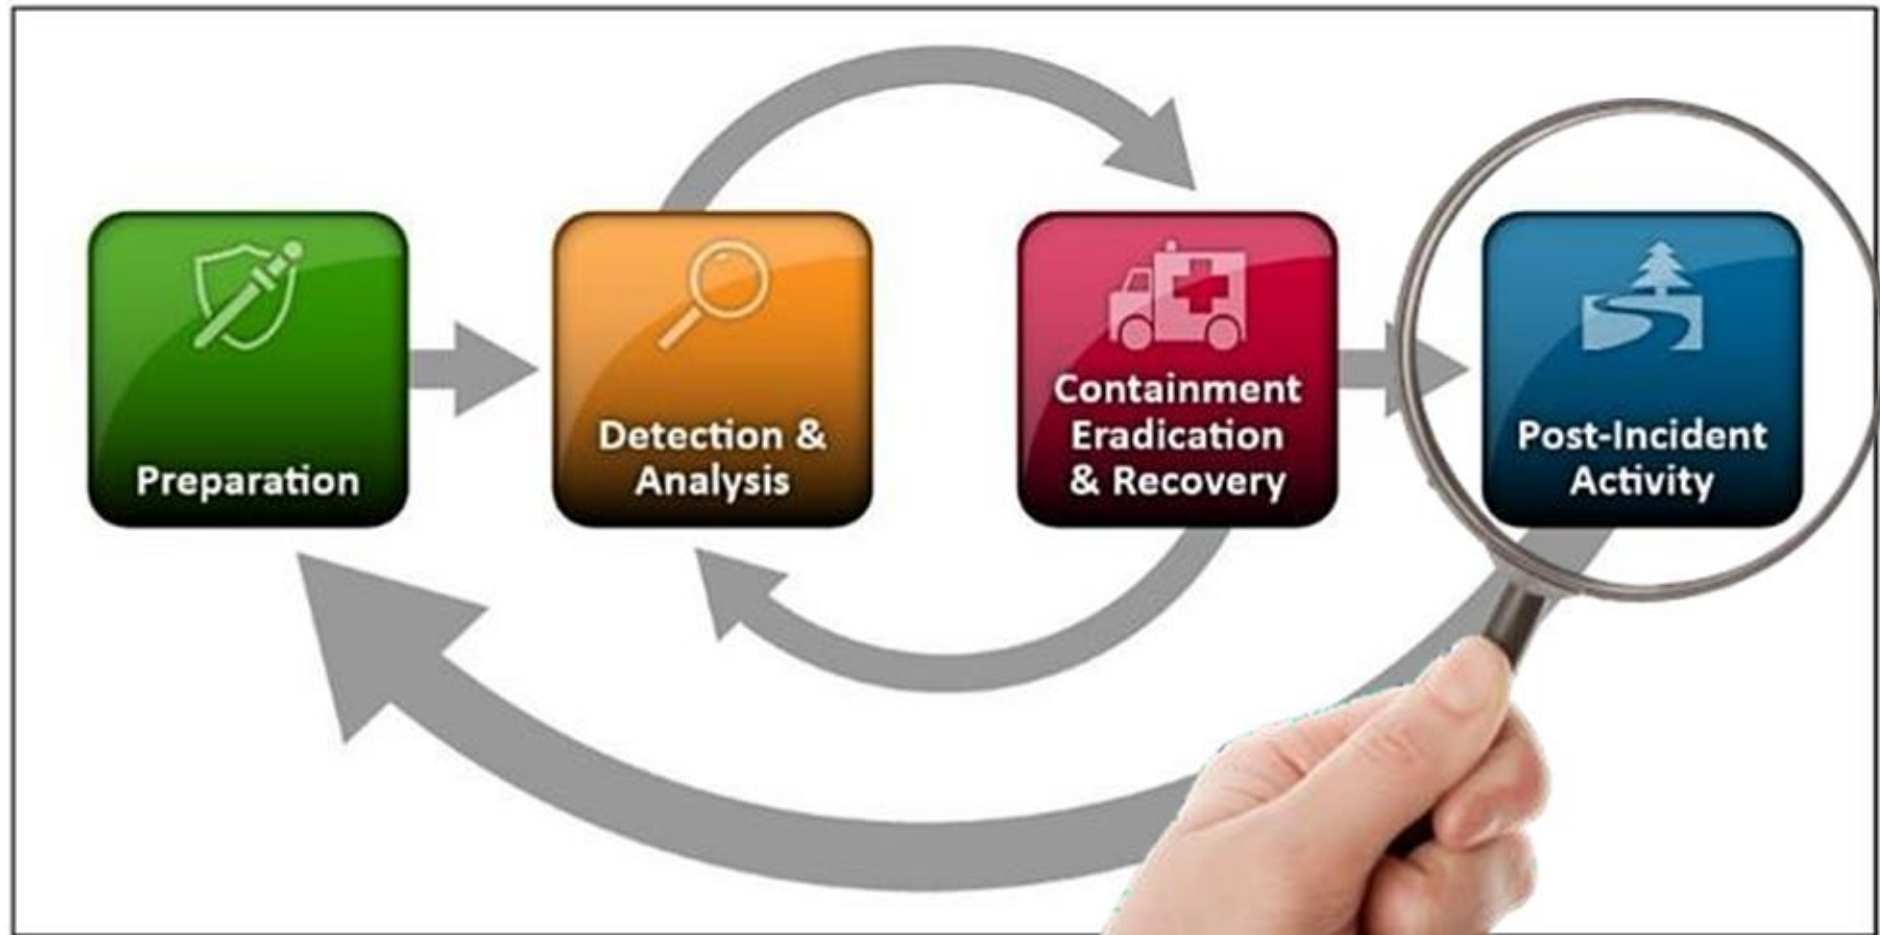 Preparation
Detection &
Analysis
Containment
Eradication
& Recovery
Post-Incident
Activity